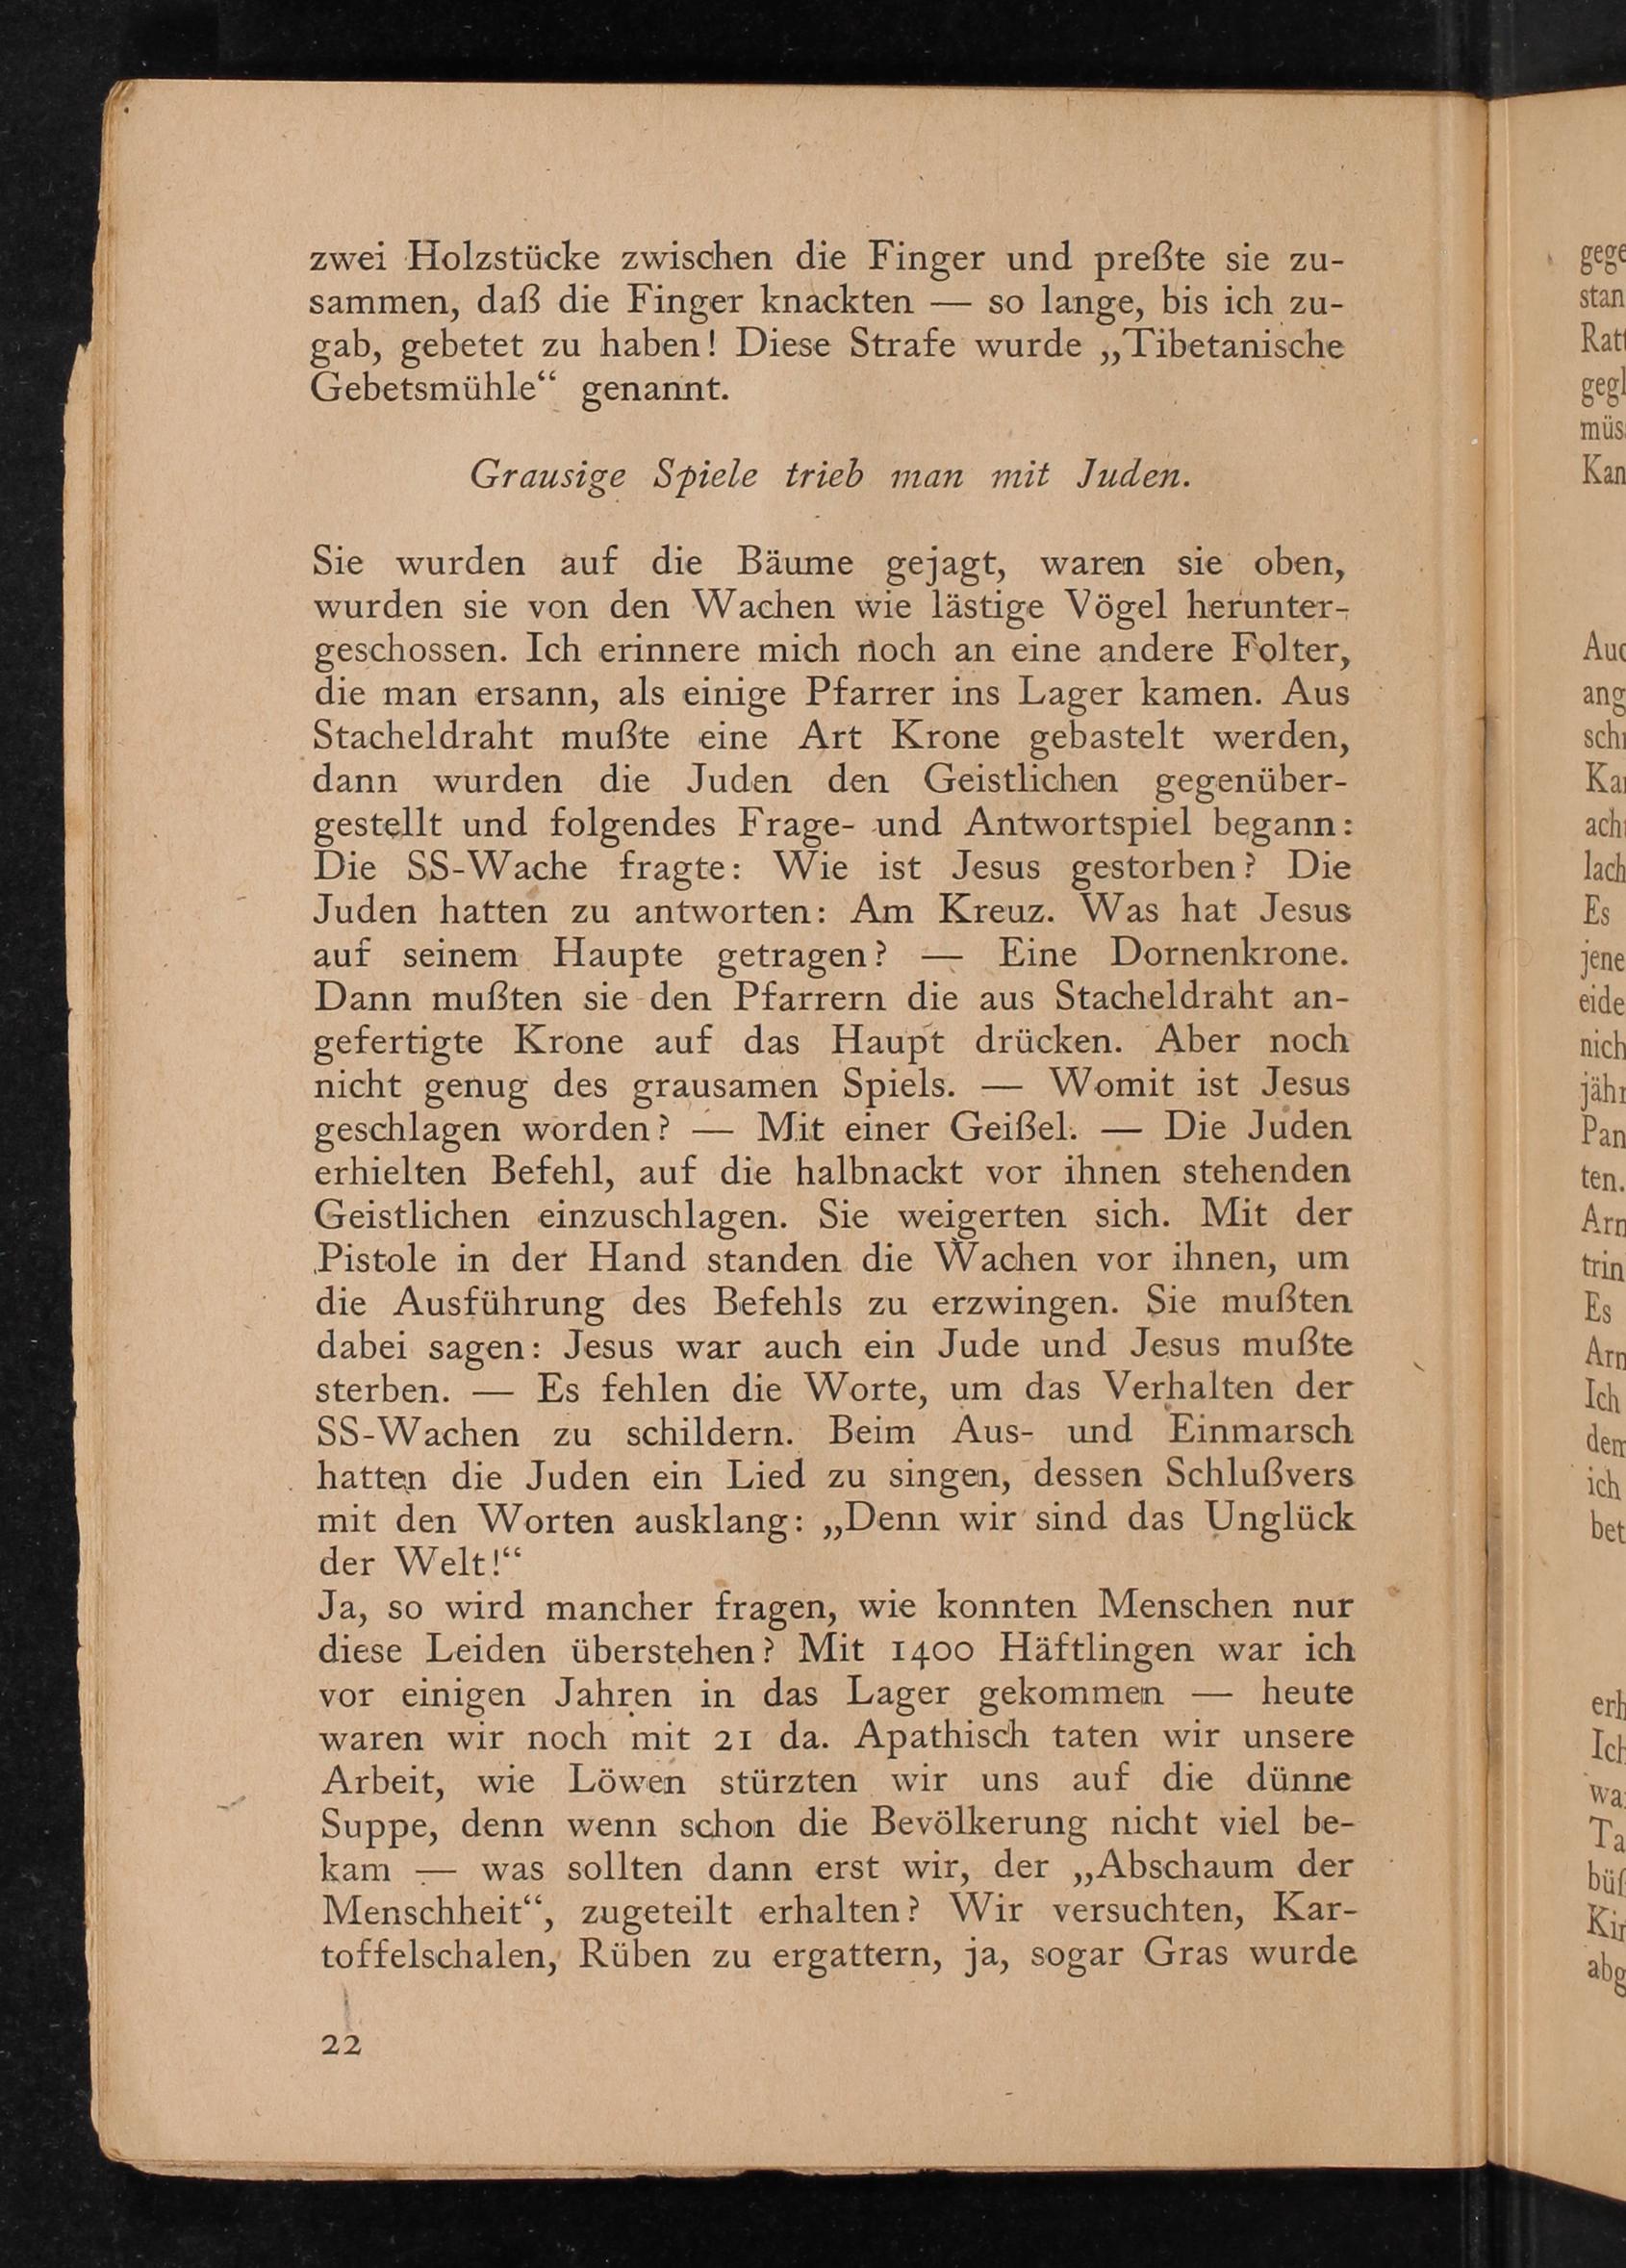 zwei Holzstücke zwischen die Finger und preßte sie zu-
sammen, daß die Finger knackten — so lange, bis ich zu-
gab, gebetet zu haben! Diese Strafe wurde „Tibetanische
Gebetsmühle“ genannt.
Grausige Spiele trieb man mit Juden.
Sie wurden auf die Bäume gejagt, waren sie oben,
wurden sie von den Wachen wie lästige Vögel herunter-
geschossen. Ich erinnere mich noch an eine andere Folter,
die man ersann, als einige Pfarrer ins Lager kamen. Aus
Stacheldraht mußte eine Art Krone gebastelt werden,
dann wurden die Juden den Geistlichen gegenüber-
gestellt und folgendes Frage- und Antwortspiel begann:
Die SS-Wache fragte: Wie ist Jesus gestorben? Die
Juden hatten zu antworten: Am Kreuz. Was hat Jesus
auf seinem Haupte getragen? — Eine Dornenkrone.
Dann mußten sie den Pfarrern die aus Stacheldraht an-
gefertigte Krone auf das Haupt drücken. Aber noch
nicht genug des grausamen Spiels. — Womit ist Jesus
geschlagen worden? — Mit einer Geißel. — Die Juden
erhielten Befehl, auf die halbnackt vor ihnen stehenden
Geistlichen einzuschlagen. Sie weigerten sich. Mit der
Pistole in der Hand standen die Wachen vor ihnen, um
die Ausführung des Befehls zu erzwingen. Sie mußten
dabei sagen: Jesus war auch ein Jude und Jesus mußte
sterben. — Es fehlen die Worte, um das Verhalten der
SS-Wachen zu schildern. Beim Aus- und Einmarsch
hatten die Juden ein Lied zu singen, dessen Schlußvers
mit den Worten ausklang: „Denn wir sind das Unglück
der Welt!“
Ja, so wird mancher fragen, wie konnten Menschen nur
diese Leiden überstehen? Mit 1400 Häftlingen war ich
vor einigen Jahren in das Lager gekommen — heute
waren wir noch mit 21 da. Apathisch taten wir unsere
Arbeit, wie Löwen stürzten wir uns auf die dünne
Suppe, denn wenn schon die Bevölkerung nicht viel be-
kam — was sollten dann erst wir, der „Abschaum der
Menschheit“, zugeteilt erhalten? Wir versuchten, Kar-
toffelschalen, Rüben zu ergattern, ja, sogar Gras wurde
22